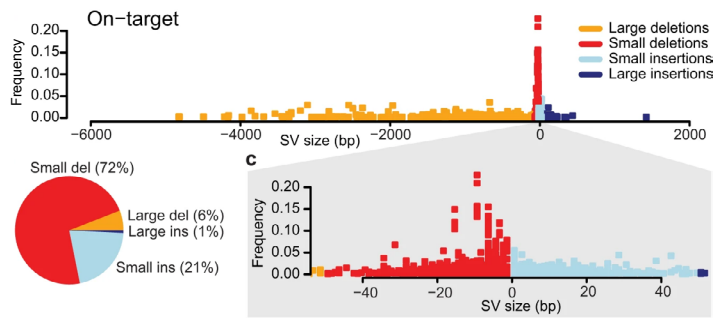 On-target
Frequency
0.20
0.15
0.10
0.05
0.00
Large deletions
Small deletions
Small insertions
Large insertions
−6000
−4000
−2000
0
2000
SV size (bp)
Small del (72%)
Large del (6%)
Large ins (1%)
Small ins (21%)
c
Frequency
0.20
0.15
0.10
0.05
0.00
−40
−20
0
20
40
SV size (bp)